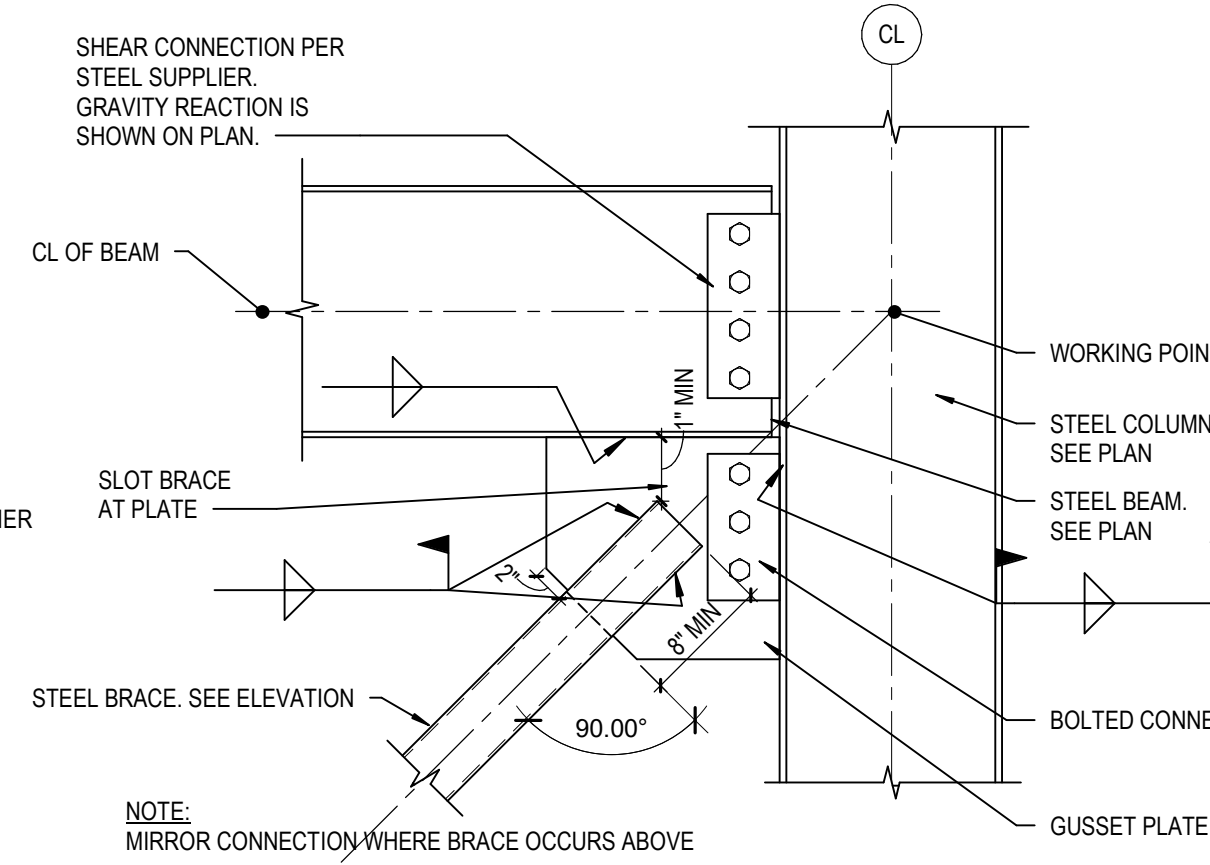 SHEAR CONNECTION PER
STEEL SUPPLIER.
GRAVITY REACTION IS
SHOWN ON PLAN.
CL
CL OF BEAM
WORKING POIN
1" MIN
STEEL COLUMN
SEE PLAN
SLOT BRACE
AT PLATE
STEEL BEAM.
SEE PLAN
IER
2"
8" MIN
STEEL BRACE. SEE ELEVATION
90.00°
BOLTED CONNE
NOTE:
MIRROR CONNECTION WHERE BRACE OCCURS ABOVE
GUSSET PLATE